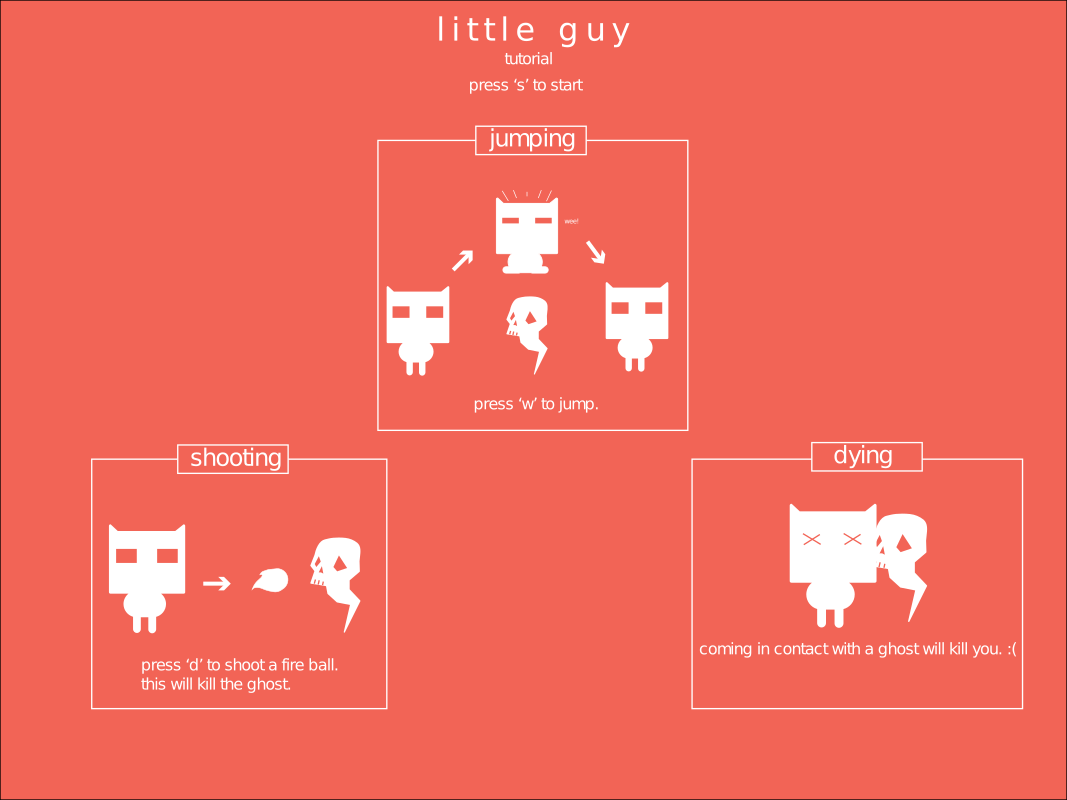 little guy
tutorial
press ‘s’ to start
jumping
wee!
press ‘w’ to jump.
shooting
press ‘d’ to shoot a fire ball.
this will kill the ghost.
dying
coming in contact with a ghost will kill you. :(